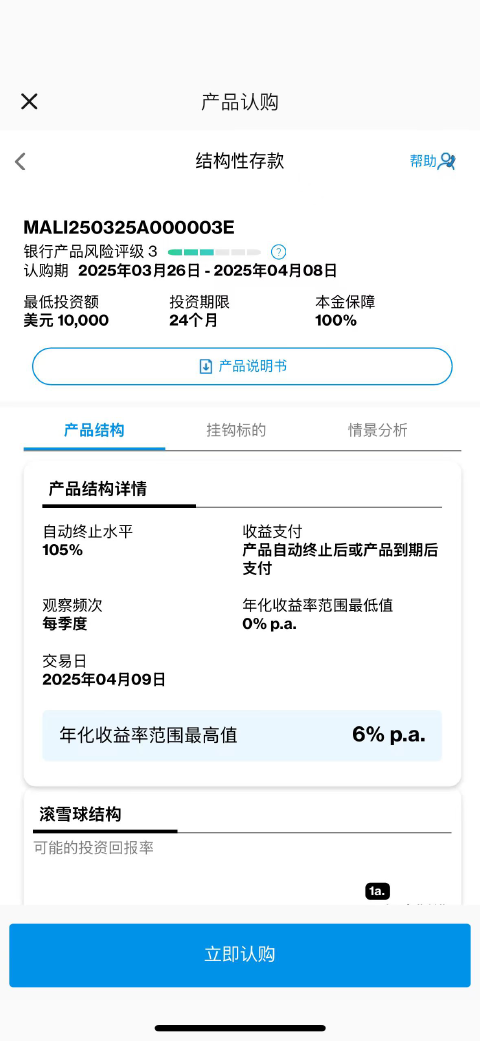 产品认购
结构性存款
帮助
MALI250325A000003E
银行产品风险评级 3
?
认购期 2025年03月26日 - 2025年04月08日
最低投资额 投资期限 本金保障
美元 10,000 24个月 100%
产品说明书
产品结构 挂钩标的 情景分析
产品结构详情
自动终止水平 收益支付
105% 产品自动终止后或产品到期后
支付
观察频次 年化收益率范围最低值
每季度 0% p.a.
交易日
2025年04月09日
年化收益率范围最高值 6% p.a.
滚雪球结构
可能的投资回报率
1a.
立即认购